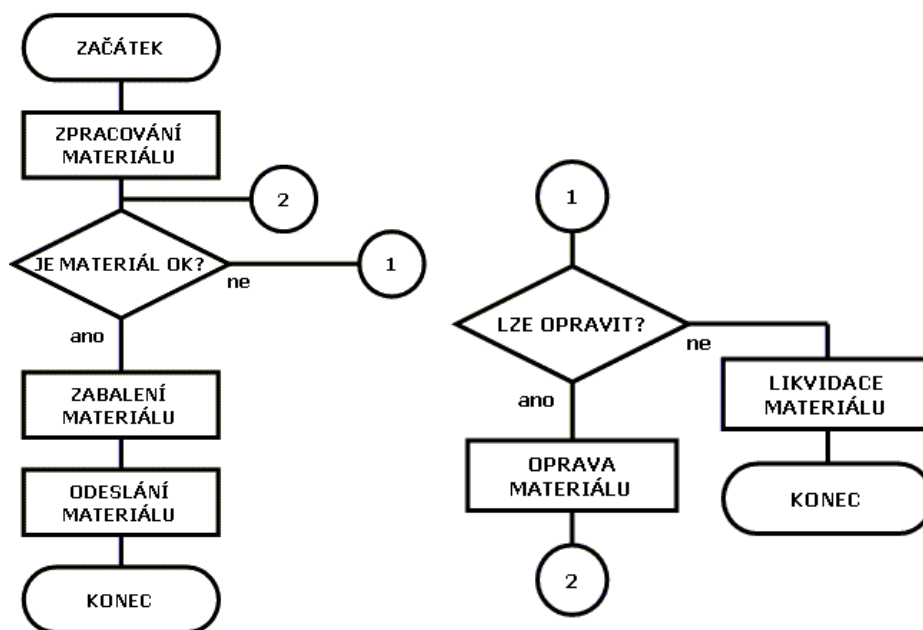 ZAČÁTEK
ZPRACOVÁNÍ
MATERIÁLU
2
JE MATERIÁL OK?
ne
1
ano
ZABALENÍ
MATERIÁLU
ODESLÁNÍ
MATERIÁLU
KONEC
1
LZE OPRAVIT?
ne
ano
LIKVIDACE
MATERIÁLU
OPRAVA
MATERIÁLU
KONEC
2